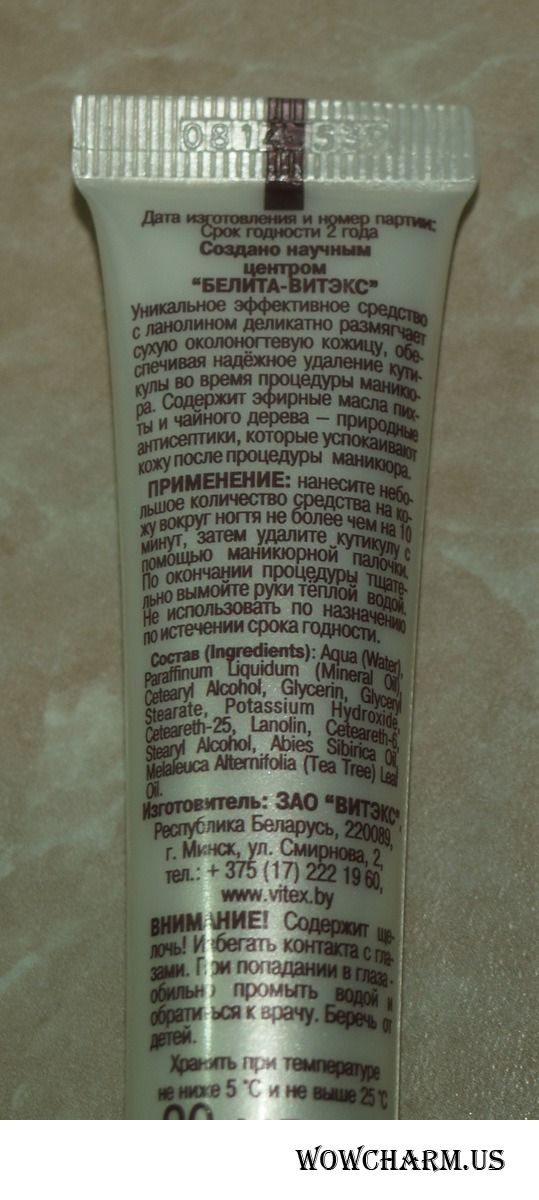 Дата изготовления и номер партии:
Срок годности 2 года
Создано научным
центром
"БЕЛИТА-ВИТЭКС"
Уникальное эффективное средство
с ланолином деликатно размягчает
сухую околоногтевую кожицу, обе-
спечивая надёжное удаление кути-
кулы во время процедуры маникю-
ра. Содержит эфирные масла пих-
ты и чайного дерева – природные
антисептики, которые успокаивают
кожу после процедуры маникюра.
ПРИМЕНЕНИЕ: нанесите небо-
льшое количество средства на ко-
жу вокруг ногтя не более чем на 10
минут, затем удалите кутикулу с
помощью маникюрной палочки.
По окончании процедуры тщате-
льно вымойте руки тёплой водой.
Не использовать по назначению
по истечении срока годности.
Состав (Ingredients): Aqua (Water),
Paraffinum Liquidum (Mineral Oil),
Cetearyl Alcohol, Glycerin, Glyceryl
Stearate, Potassium Hydroxide,
Ceteareth-25, Lanolin, Ceteareth-6,
Stearyl Alcohol, Abies Sibirica Oil,
Melaleuca Alternifolia (Tea Tree) Leaf
Oil.
Изготовитель: ЗАО "ВИТЭКС",
Республика Беларусь, 220089,
г. Минск, ул. Смирнова, 2,
тел.: + 375 (17) 222 19 60,
www.vitex.by
ВНИМАНИЕ! Содержит ще-
лочь! Избегать контакта с гла-
зами. При попадании в глаза-
обильно промыть водой и
обратиться к врачу. Беречь от
детей.
Хранить при температуре
не ниже 5 °С и не выше 25 °С
WOWCHARM.US